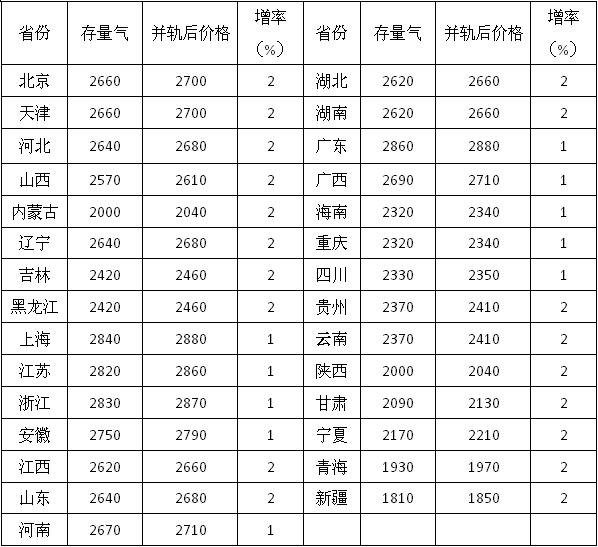 省份 存量气 并轨后价格 增率（%） 省份 存量气 并轨后价格 增率（%）
北京 2660 2700 2 湖北 2620 2660 2
天津 2660 2700 2 湖南 2620 2660 2
河北 2640 2680 2 广东 2860 2880 1
山西 2570 2610 2 广西 2690 2710 1
内蒙古 2000 2040 2 海南 2320 2340 1
辽宁 2640 2680 2 重庆 2320 2340 1
吉林 2420 2460 2 四川 2330 2350 1
黑龙江 2420 2460 2 贵州 2370 2410 2
上海 2840 2880 1 云南 2370 2410 2
江苏 2820 2860 1 陕西 2000 2040 2
浙江 2830 2870 1 甘肃 2090 2130 2
安徽 2750 2790 1 宁夏 2170 2210 2
江西 2620 2660 2 青海 1930 1970 2
山东 2640 2680 2 新疆 1810 1850 2
河南 2670 2710 1